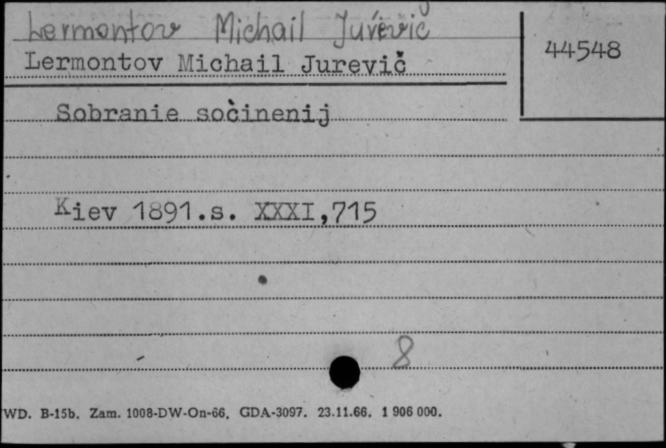 Lermontov Michail Jurevič
44548
Lermontov Michail Jurevič
Sobranie sočinenij
Kiev 1891.s. XXXI,715
8
WD. B-15b. Zam. 1008-DW-On-66. GDA-3097. 23.11.66. 1 906 000.